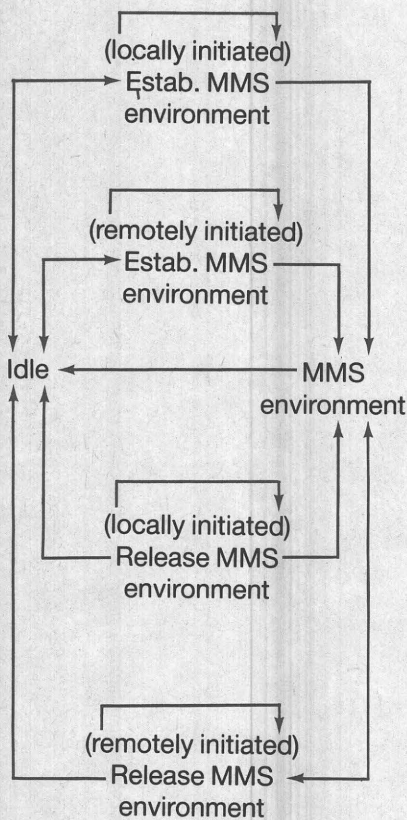 (locally initiated)
Estab. MMS
environment
(remotely initiated)
Estab. MMS
environment
Idle
MMS
environment
(locally initiated)
Release MMS
environment
(remotely initiated)
Release MMS
environment